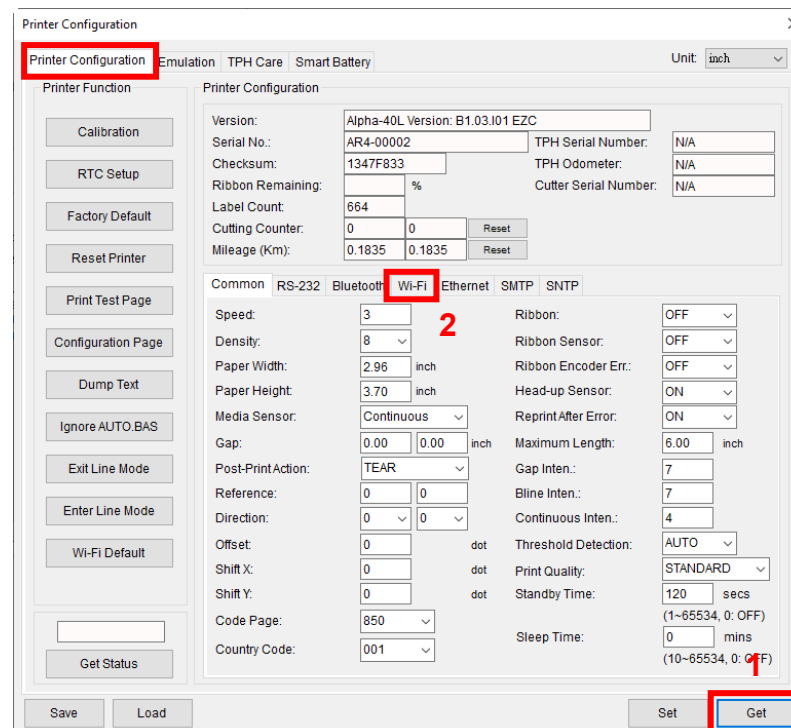 Printer Configuration
Printer Configuration Emulation TPH Care Smart Battery Unit: inch
Printer Function
Calibration
RTC Setup
Factory Default
Reset Printer
Print Test Page
Configuration Page
Dump Text
Ignore AUTO.BAS
Exit Line Mode
Enter Line Mode
Wi-Fi Default
Get Status
Printer Configuration
Version: Alpha-40L Version: B1.03.I01 EZC
Serial No.: AR4-00002 TPH Serial Number: N/A
Checksum: 1347F833 TPH Odometer: N/A
Ribbon Remaining: % Cutter Serial Number: N/A
Label Count: 664
Cutting Counter: 0 0 Reset
Mileage (Km): 0.1835 0.1835 Reset
Common RS-232 Bluetooth Wi-Fi Ethernet SMTP SNTP
2
Speed: 3 Ribbon: OFF
Density: 8 Ribbon Sensor: OFF
Paper Width: 2.96 inch Ribbon Encoder Err.: OFF
Paper Height: 3.70 inch Head-up Sensor: ON
Media Sensor: Continuous Reprint After Error: ON
Gap: 0.00 0.00 inch Maximum Length: 6.00 inch
Post-Print Action: TEAR Gap Inten.: 7
Reference: 0 0 Bline Inten.: 7
Direction: 0 0 Continuous Inten.: 4
Offset: 0 dot Threshold Detection: AUTO
Shift X: 0 dot Print Quality: STANDARD
Shift Y: 0 dot Standby Time: 120 secs
(1~65534, 0: OFF)
Code Page: 850 Sleep Time: 0 mins
Country Code: 001 (10~65534, 0: OFF)
1
Save Load Set Get